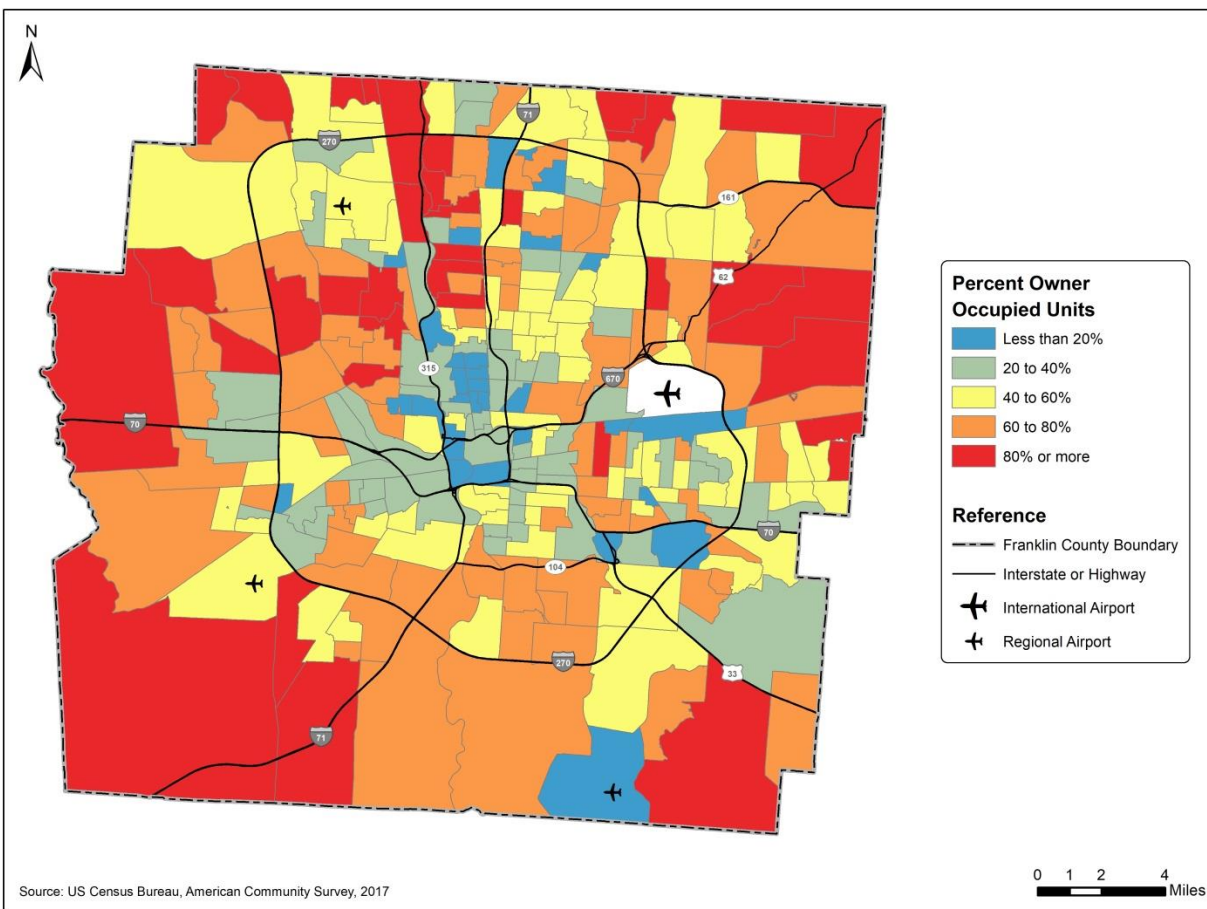 N
270
71
161
62
315
670
70
70
104
270
33
71
Percent Owner
Occupied Units
Less than 20%
20 to 40%
40 to 60%
60 to 80%
80% or more
Reference
Franklin County Boundary
Interstate or Highway
International Airport
Regional Airport
Source: US Census Bureau, American Community Survey, 2017
0 1 2 4
Miles